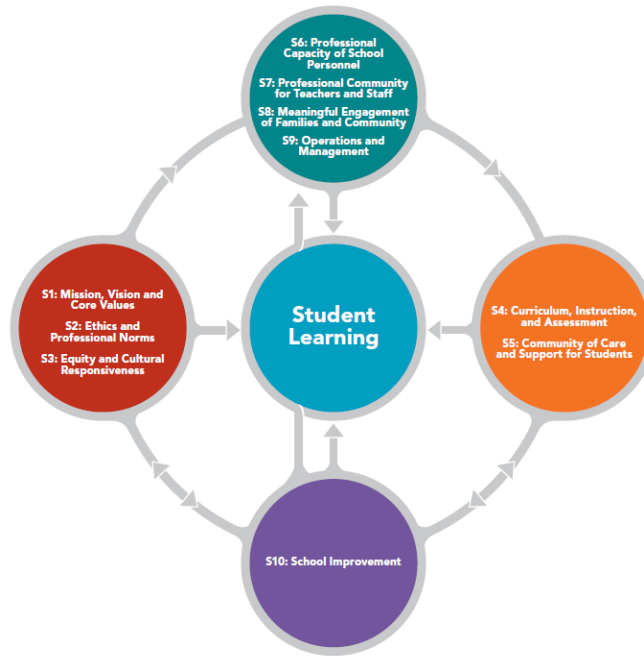 S6: Professional
Capacity of School
Personnel
S7: Professional Community
for Teachers and Staff
S8: Meaningful Engagement
of Families and Community
S9: Operations and
Management
S1: Mission, Vision and
Core Values
S2: Ethics and
Professional Norms
S3: Equity and Cultural
Responsiveness
Student
Learning
S4: Curriculum, Instruction,
and Assessment
S5: Community of Care
and Support for Students
S10: School Improvement